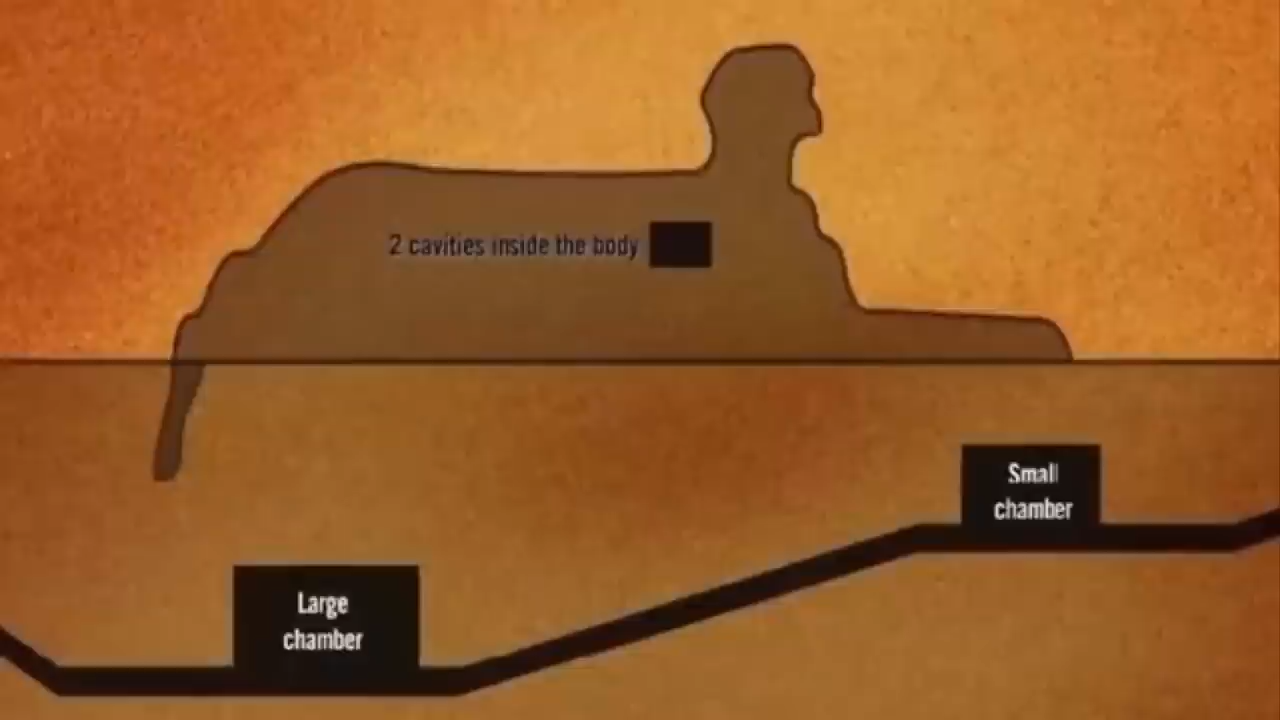 2 cavities inside the body
Small
chamber
Large
chamber